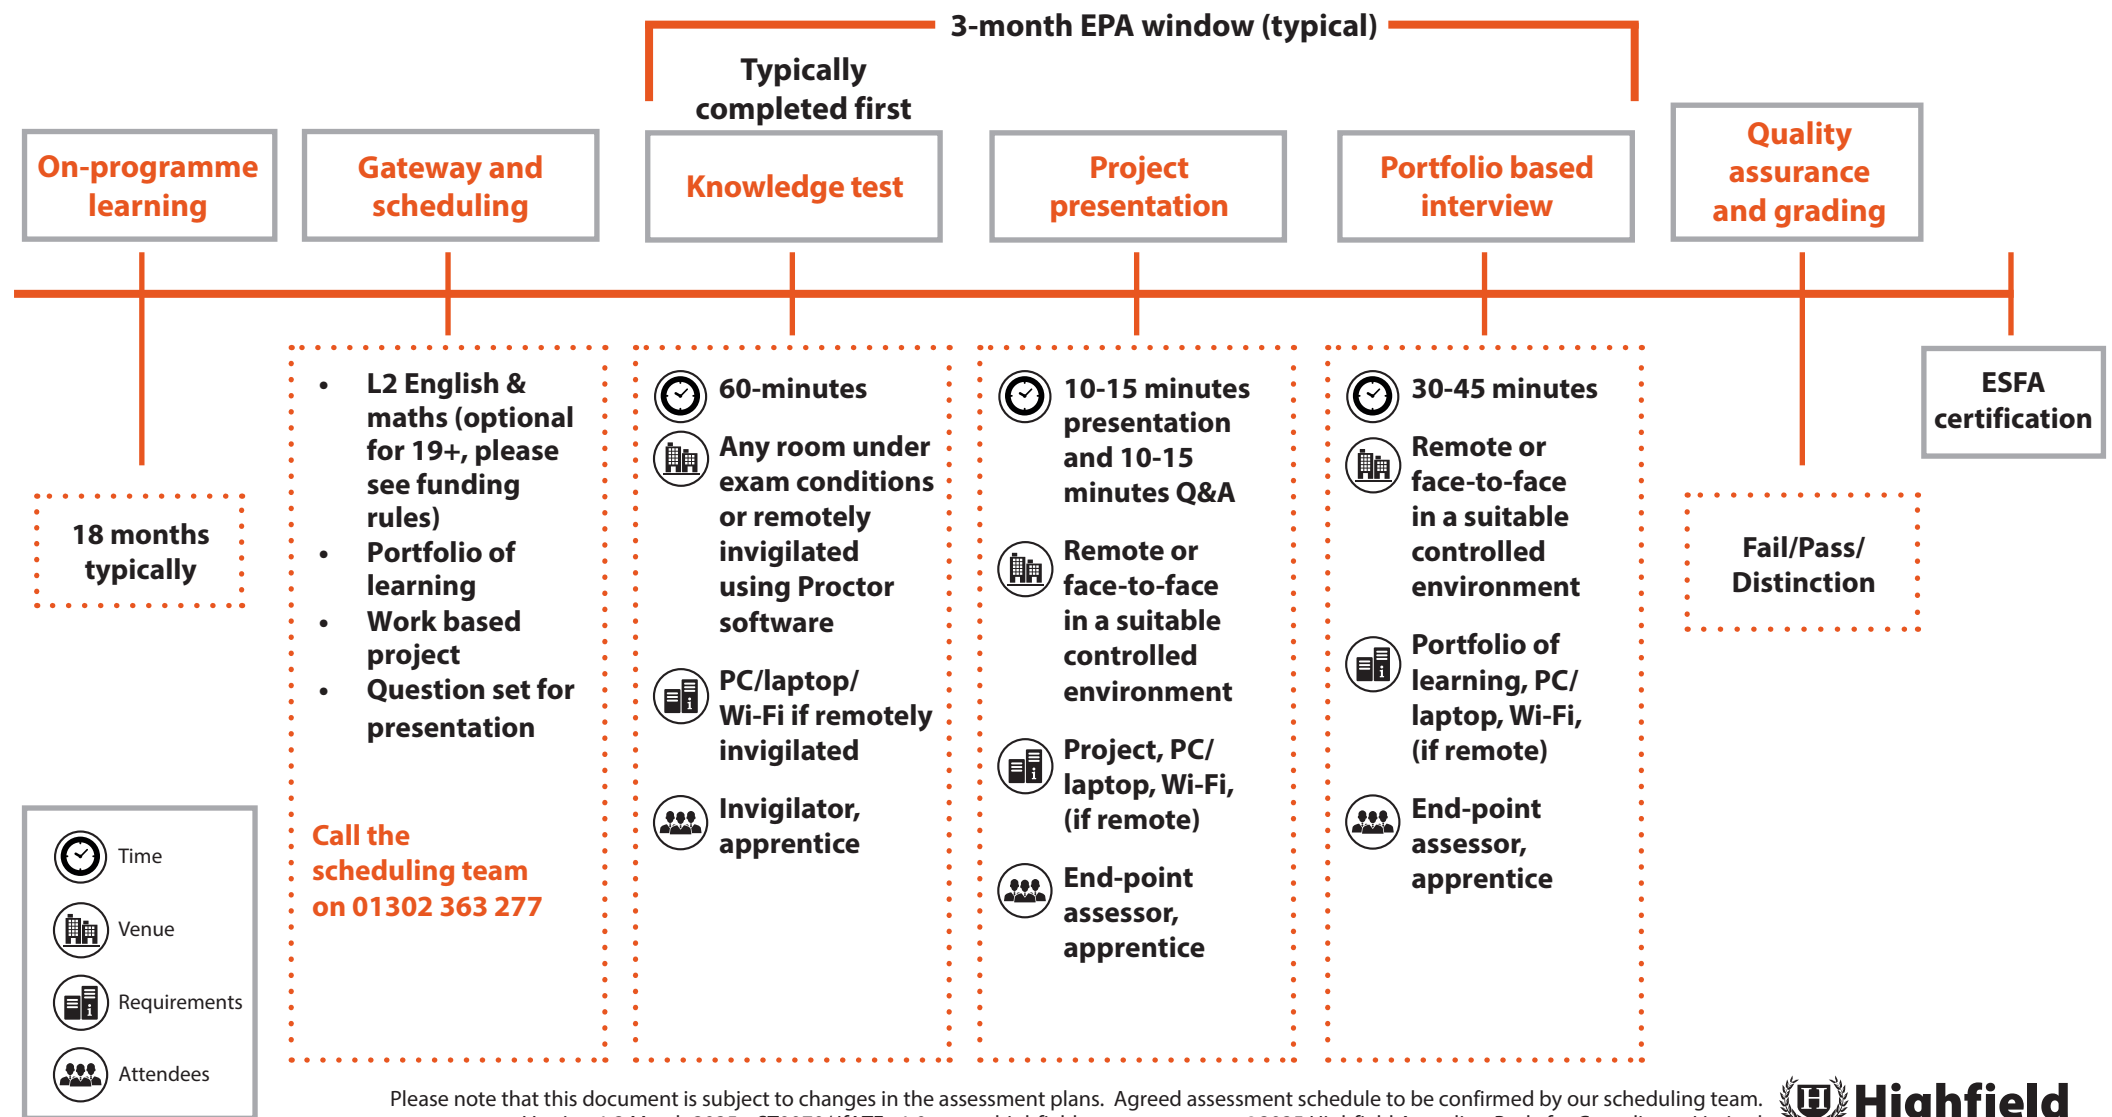 3-month EPA window (typical)
Typically
completed first
On-programme
learning
Gateway and
scheduling
Knowledge test
Project
presentation
Portfolio based
interview
Quality
assurance
and grading
18 months
typically
• L2 English &
maths (optional
for 19+, please
see funding
rules)
• Portfolio of
learning
• Work based
project
• Question set for
presentation
Call the
scheduling team
on 01302 363 277
60-minutes
Any room under
exam conditions
or remotely
invigilated
using Proctor
software
PC/laptop/
Wi-Fi if remotely
invigilated
Invigilator,
apprentice
10-15 minutes
presentation
and 10-15
minutes Q&A
Remote or
face-to-face
in a suitable
controlled
environment
Project, PC/
laptop, Wi-Fi,
(if remote)
End-point
assessor,
apprentice
30-45 minutes
Remote or
face-to-face
in a suitable
controlled
environment
Portfolio of
learning, PC/
laptop, Wi-Fi,
(if remote)
End-point
assessor,
apprentice
Fail/Pass/
Distinction
ESFA
certification
Time
Venue
Requirements
Attendees
Please note that this document is subject to changes in the assessment plans. Agreed assessment schedule to be confirmed by our scheduling team.
Highfield